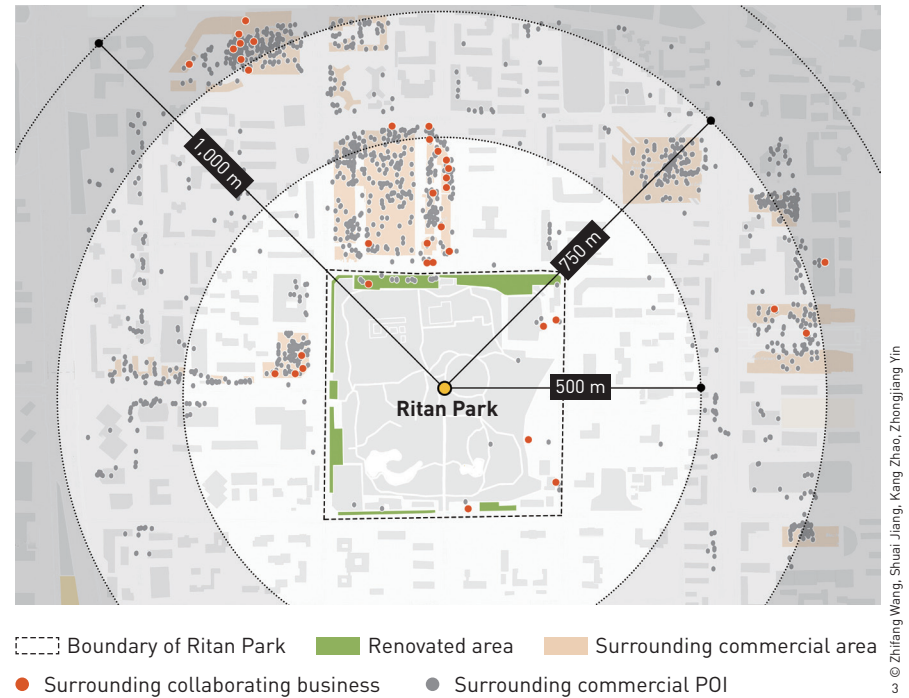 1,000 m
750 m
500 m
Ritan Park
Boundary of Ritan Park
Renovated area
Surrounding commercial area
Surrounding collaborating business
Surrounding commercial POI
© Zhifang Wang, Shuai Jiang, Kang Zhao, Zhongjiang Yin
3